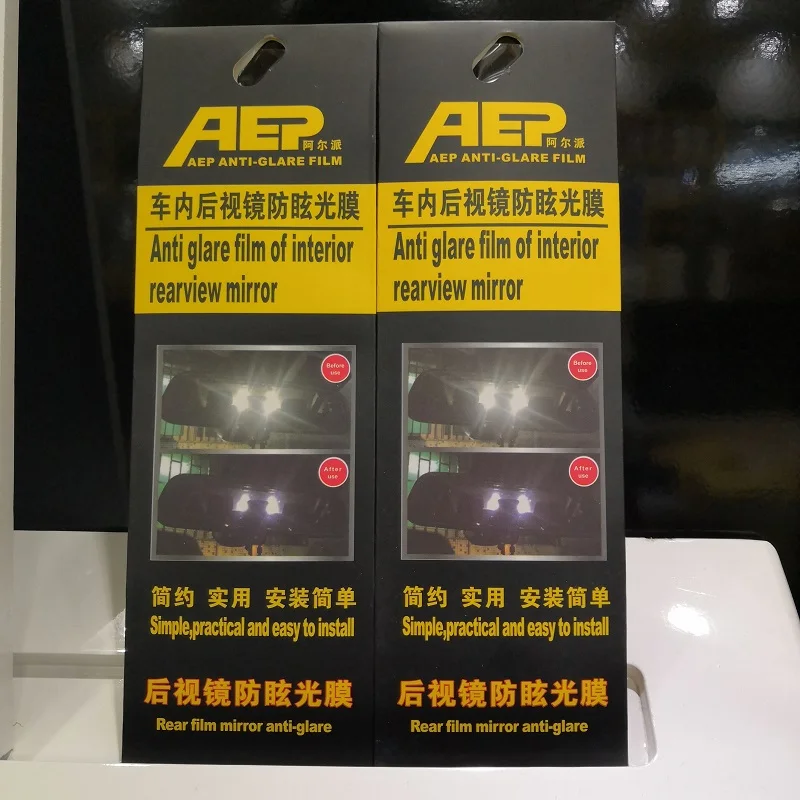 AEP 阿尔派
AEP ANTI-GLARE FILM
车内后视镜防眩光膜
Anti glare film of interior
rearview mirror
Before
use
After
use
简约 实用 安装简单
Simple,practical and easy to install
后视镜防眩光膜
Rear film mirror anti-glare
AEP 阿尔派
AEP ANTI-GLARE FILM
车内后视镜防眩光膜
Anti glare film of interior
rearview mirror
Before
use
After
use
简约 实用 安装简单
Simple,practical and easy to install
后视镜防眩光膜
Rear film mirror anti-glare